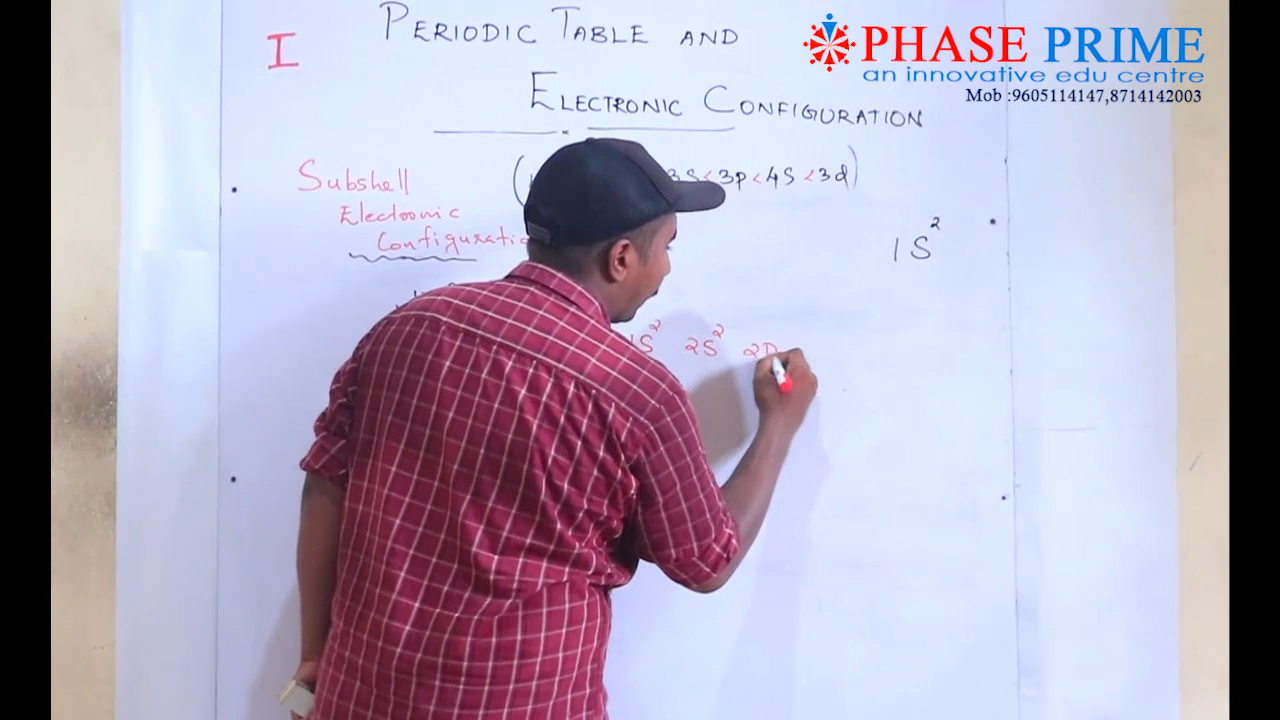 I
PERIODIC TABLE AND
PHASE PRIME
an innovative edu centre
Mob :9605114147,8714142003
ELECTRONIC CONFIGURATION
Subshell
( 3S < 3p < 4S < 3d)
Electronic
Configuratio
1S²
1S² 2S² 2P